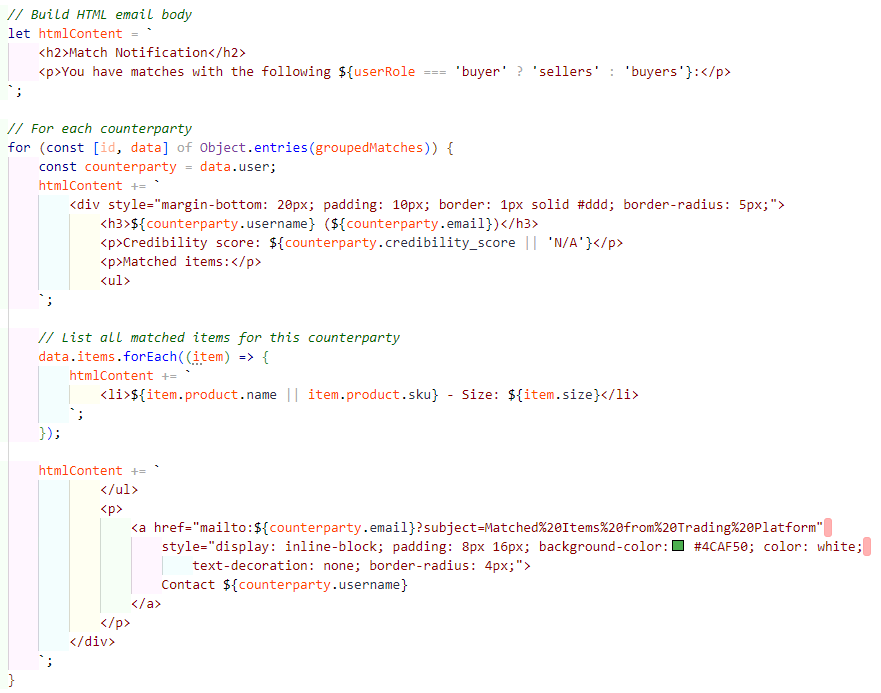 // Build HTML email body
let htmlContent = `
    <h2>Match Notification</h2>
    <p>You have matches with the following ${userRole === 'buyer' ? 'sellers' : 'buyers'}:</p>
`;

// For each counterparty
for (const [id, data] of Object.entries(groupedMatches)) {
    const counterparty = data.user;
    htmlContent += `
        <div style="margin-bottom: 20px; padding: 10px; border: 1px solid #ddd; border-radius: 5px;">
            <h3>${counterparty.username} (${counterparty.email})</h3>
            <p>Credibility score: ${counterparty.credibility_score || 'N/A'}</p>
            <p>Matched items:</p>
            <ul>
    `;

    // List all matched items for this counterparty
    data.items.forEach((item) => {
        htmlContent += `
            <li>${item.product.name || item.product.sku} - Size: ${item.size}</li>
        `;
    });

    htmlContent += `
            </ul>
            <p>
                <a href="mailto:${counterparty.email}?subject=Matched%20Items%20from%20Trading%20Platform"
                    style="display: inline-block; padding: 8px 16px; background-color: #4CAF50; color: white;
                        text-decoration: none; border-radius: 4px;">
                    Contact ${counterparty.username}
                </a>
            </p>
        </div>
    `;
}